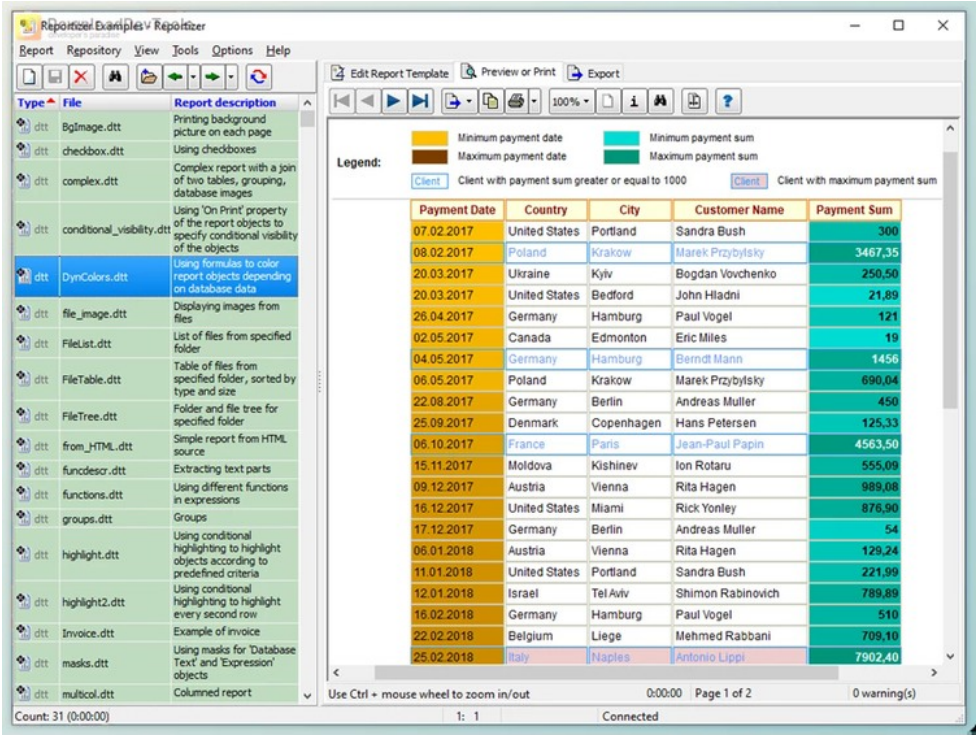 Reportizer Examples - Reportizer
DownloadDevTools
developer's paradise
Report Repository View Tools Options Help
Type File Report description
dtt BgImage.dtt Printing background
picture on each page
dtt checkbox.dtt Using checkboxes
dtt complex.dtt Complex report with a join
of two tables, grouping,
database images
dtt conditional_visibility.dtt Using 'On Print' property
of the report objects to
specify conditional visibility
of the objects
dtt DynColors.dtt Using formulas to color
report objects depending
on database data
dtt file_image.dtt Displaying images from
files
dtt FileList.dtt List of files from specified
folder
dtt FileTable.dtt Table of files from
specified folder, sorted by
type and size
dtt FileTree.dtt Folder and file tree for
specified folder
dtt from_HTML.dtt Simple report from HTML
source
dtt funcdescr.dtt Extracting text parts
dtt functions.dtt Using different functions
in expressions
dtt groups.dtt Groups
dtt highlight.dtt Using conditional
highlighting to highlight
objects according to
predefined criteria
dtt highlight2.dtt Using conditional
highlighting to highlight
every second row
dtt Invoice.dtt Example of invoice
dtt masks.dtt Using masks for 'Database
Text' and 'Expression'
objects
dtt multicol.dtt Columned report
Edit Report Template Preview or Print Export
100%
Legend:
Minimum payment date Minimum payment sum
Maximum payment date Maximum payment sum
Client Client with payment sum greater or equal to 1000 Client Client with maximum payment sum
Payment Date Country City Customer Name Payment Sum
07.02.2017 United States Portland Sandra Bush 300
08.02.2017 Poland Krakow Marek Przybylsky 3467,35
20.03.2017 Ukraine Kyiv Bogdan Vovchenko 250,50
20.03.2017 United States Bedford John Hladni 21,89
26.04.2017 Germany Hamburg Paul Vogel 121
02.05.2017 Canada Edmonton Eric Miles 19
04.05.2017 Germany Hamburg Berndt Mann 1456
06.05.2017 Poland Krakow Marek Przybylsky 690,04
22.08.2017 Germany Berlin Andreas Muller 450
25.09.2017 Denmark Copenhagen Hans Petersen 125,33
06.10.2017 France Paris Jean-Paul Papin 4563,50
15.11.2017 Moldova Kishinev Ion Rotaru 555,09
09.12.2017 Austria Vienna Rita Hagen 989,08
16.12.2017 United States Miami Rick Yonley 876,90
17.12.2017 Germany Berlin Andreas Muller 54
06.01.2018 Austria Vienna Rita Hagen 129,24
11.01.2018 United States Portland Sandra Bush 221,99
12.01.2018 Israel Tel Aviv Shimon Rabinovich 789,89
16.02.2018 Germany Hamburg Paul Vogel 510
22.02.2018 Belgium Liege Mehmed Rabbani 709,10
25.02.2018 Italy Naples Antonio Lippi 7902,40
Use Ctrl + mouse wheel to zoom in/out 0:00:00 Page 1 of 2 0 warning(s)
Count: 31 (0:00:00) 1: 1 Connected